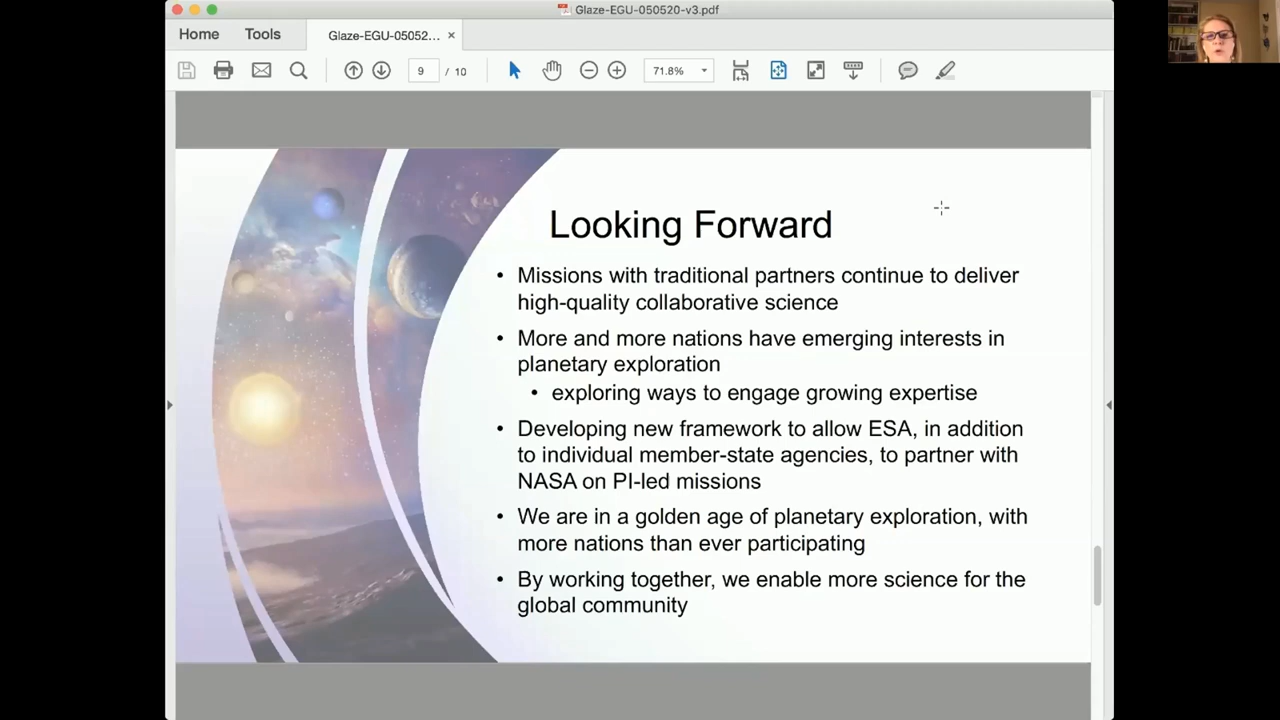 Glaze-EGU-050520-v3.pdf
Home
Tools
Glaze-EGU-05052... ×
9 / 10
71.8%
Looking Forward
• Missions with traditional partners continue to deliver
high-quality collaborative science
• More and more nations have emerging interests in
planetary exploration
• exploring ways to engage growing expertise
• Developing new framework to allow ESA, in addition
to individual member-state agencies, to partner with
NASA on PI-led missions
• We are in a golden age of planetary exploration, with
more nations than ever participating
• By working together, we enable more science for the
global community